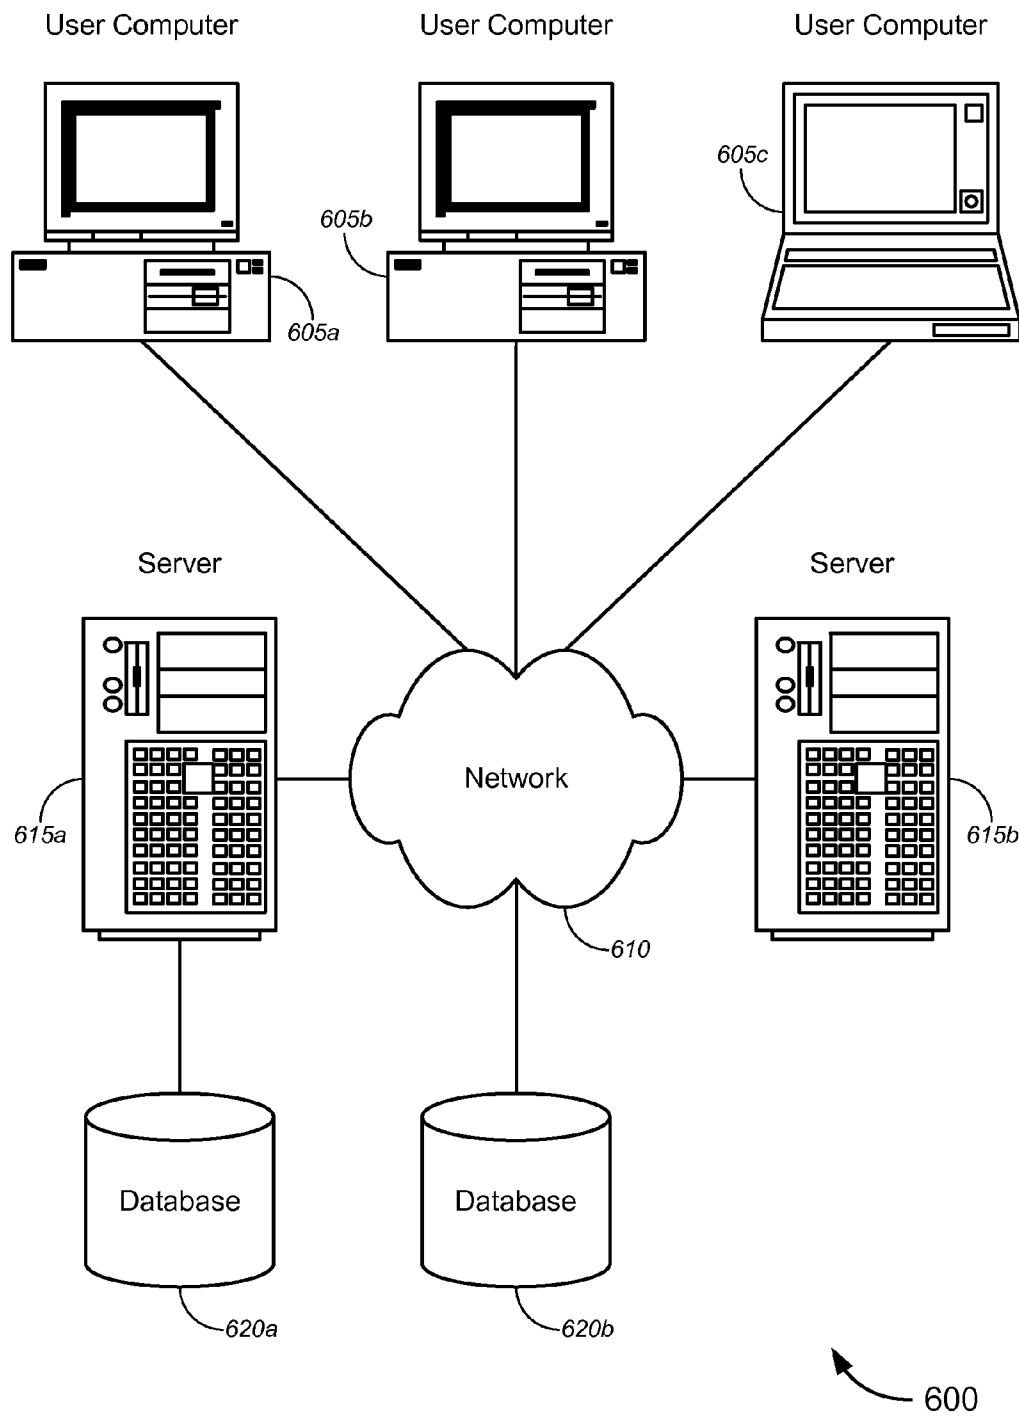 User Computer
User Computer
User Computer
605c
605b
605a
Server
Server
Network
615a
615b
610
Database
Database
620a
620b
600